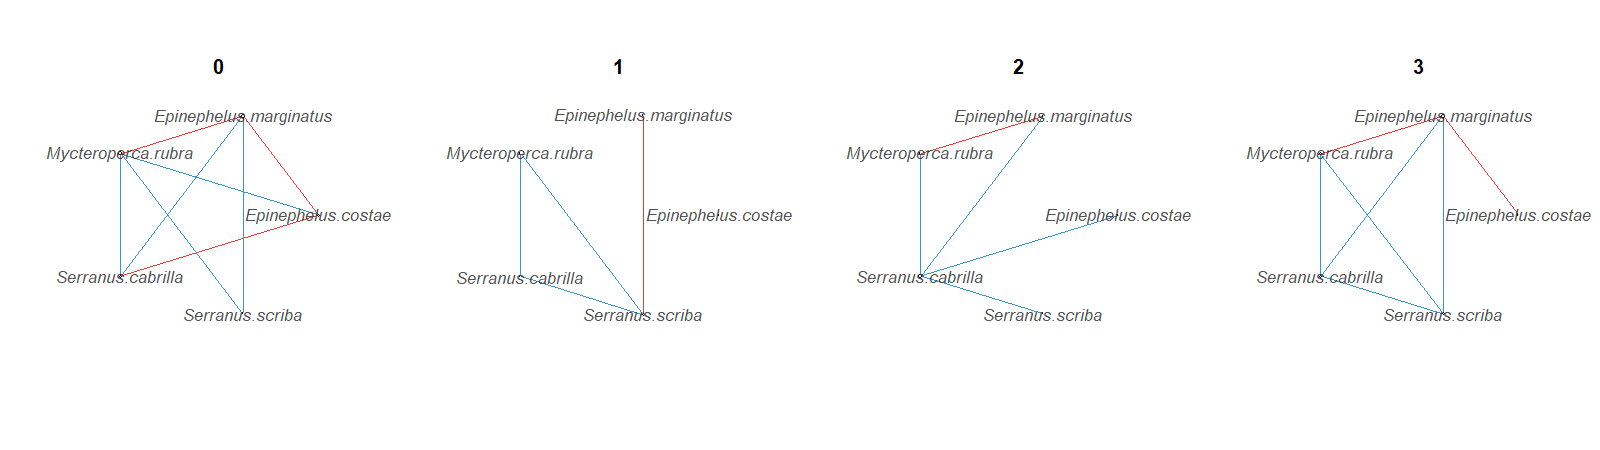 0
Epinephelus.marginatus
Mycteroperca.rubra
Epinephelus.costae
Serranus.cabrilla
Serranus.scriba
1
Epinephelus.marginatus
Mycteroperca.rubra
Epinephelus.costae
Serranus.cabrilla
Serranus.scriba
2
Epinephelus.marginatus
Mycteroperca.rubra
Epinephelus.costae
Serranus.cabrilla
Serranus.scriba
3
Epinephelus.marginatus
Mycteroperca.rubra
Epinephelus.costae
Serranus.cabrilla
Serranus.scriba